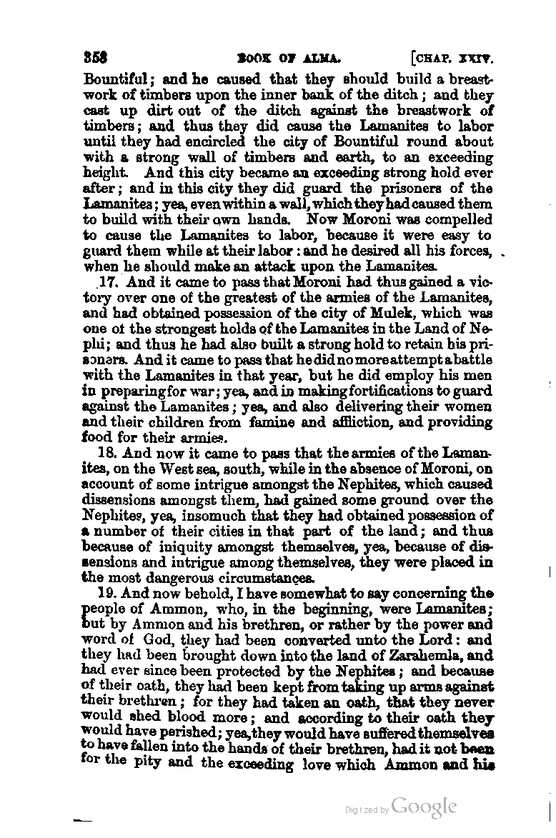 358 BOOK OF ALMA. [CHAP. XXIV.
Bountiful; and he caused that they should build a breast-
work of timbers upon the inner bank of the ditch; and they
cast up dirt out of the ditch against the breastwork of
timbers; and thus they did cause the Lamanites to labor
until they had encircled the city of Bountiful round about
with a strong wall of timbers and earth, to an exceeding
height. And this city became an exceeding strong hold ever
after; and in this city they did guard the prisoners of the
Lamanites; yea, even within a wall, which they had caused them
to build with their own hands. Now Moroni was compelled
to cause the Lamanites to labor, because it were easy to
guard them while at their labor: and he desired all his forces,
when he should make an attack upon the Lamanites.
17. And it came to pass that Moroni had thus gained a vic-
tory over one of the greatest of the armies of the Lamanites,
and had obtained possession of the city of Mulek, which was
one of the strongest holds of the Lamanites in the Land of Ne-
phi; and thus he had also built a strong hold to retain his pri-
soners. And it came to pass that he did no more attempt a battle
with the Lamanites in that year, but he did employ his men
in preparing for war; yea, and in making fortifications to guard
against the Lamanites; yea, and also delivering their women
and their children from famine and affliction, and providing
food for their armies.
18. And now it came to pass that the armies of the Laman-
ites, on the West sea, south, while in the absence of Moroni, on
account of some intrigue amongst the Nephites, which caused
dissensions amongst them, had gained some ground over the
Nephites, yea, insomuch that they had obtained possession of
a number of their cities in that part of the land; and thus
because of iniquity amongst themselves, yea, because of dis-
sensions and intrigue among themselves, they were placed in
the most dangerous circumstances.
19. And now behold, I have somewhat to say concerning the
people of Ammon, who, in the beginning, were Lamanites;
but by Ammon and his brethren, or rather by the power and
word of God, they had been converted unto the Lord: and
they had been brought down into the land of Zarahemla, and
had ever since been protected by the Nephites; and because
of their oath, they had been kept from taking up arms against
their brethren; for they had taken an oath, that they never
would shed blood more; and according to their oath they
would have perished; yea, they would have suffered themselves
to have fallen into the hands of their brethren, had it not been
for the pity and the exceeding love which Ammon and his
Digitized by Google